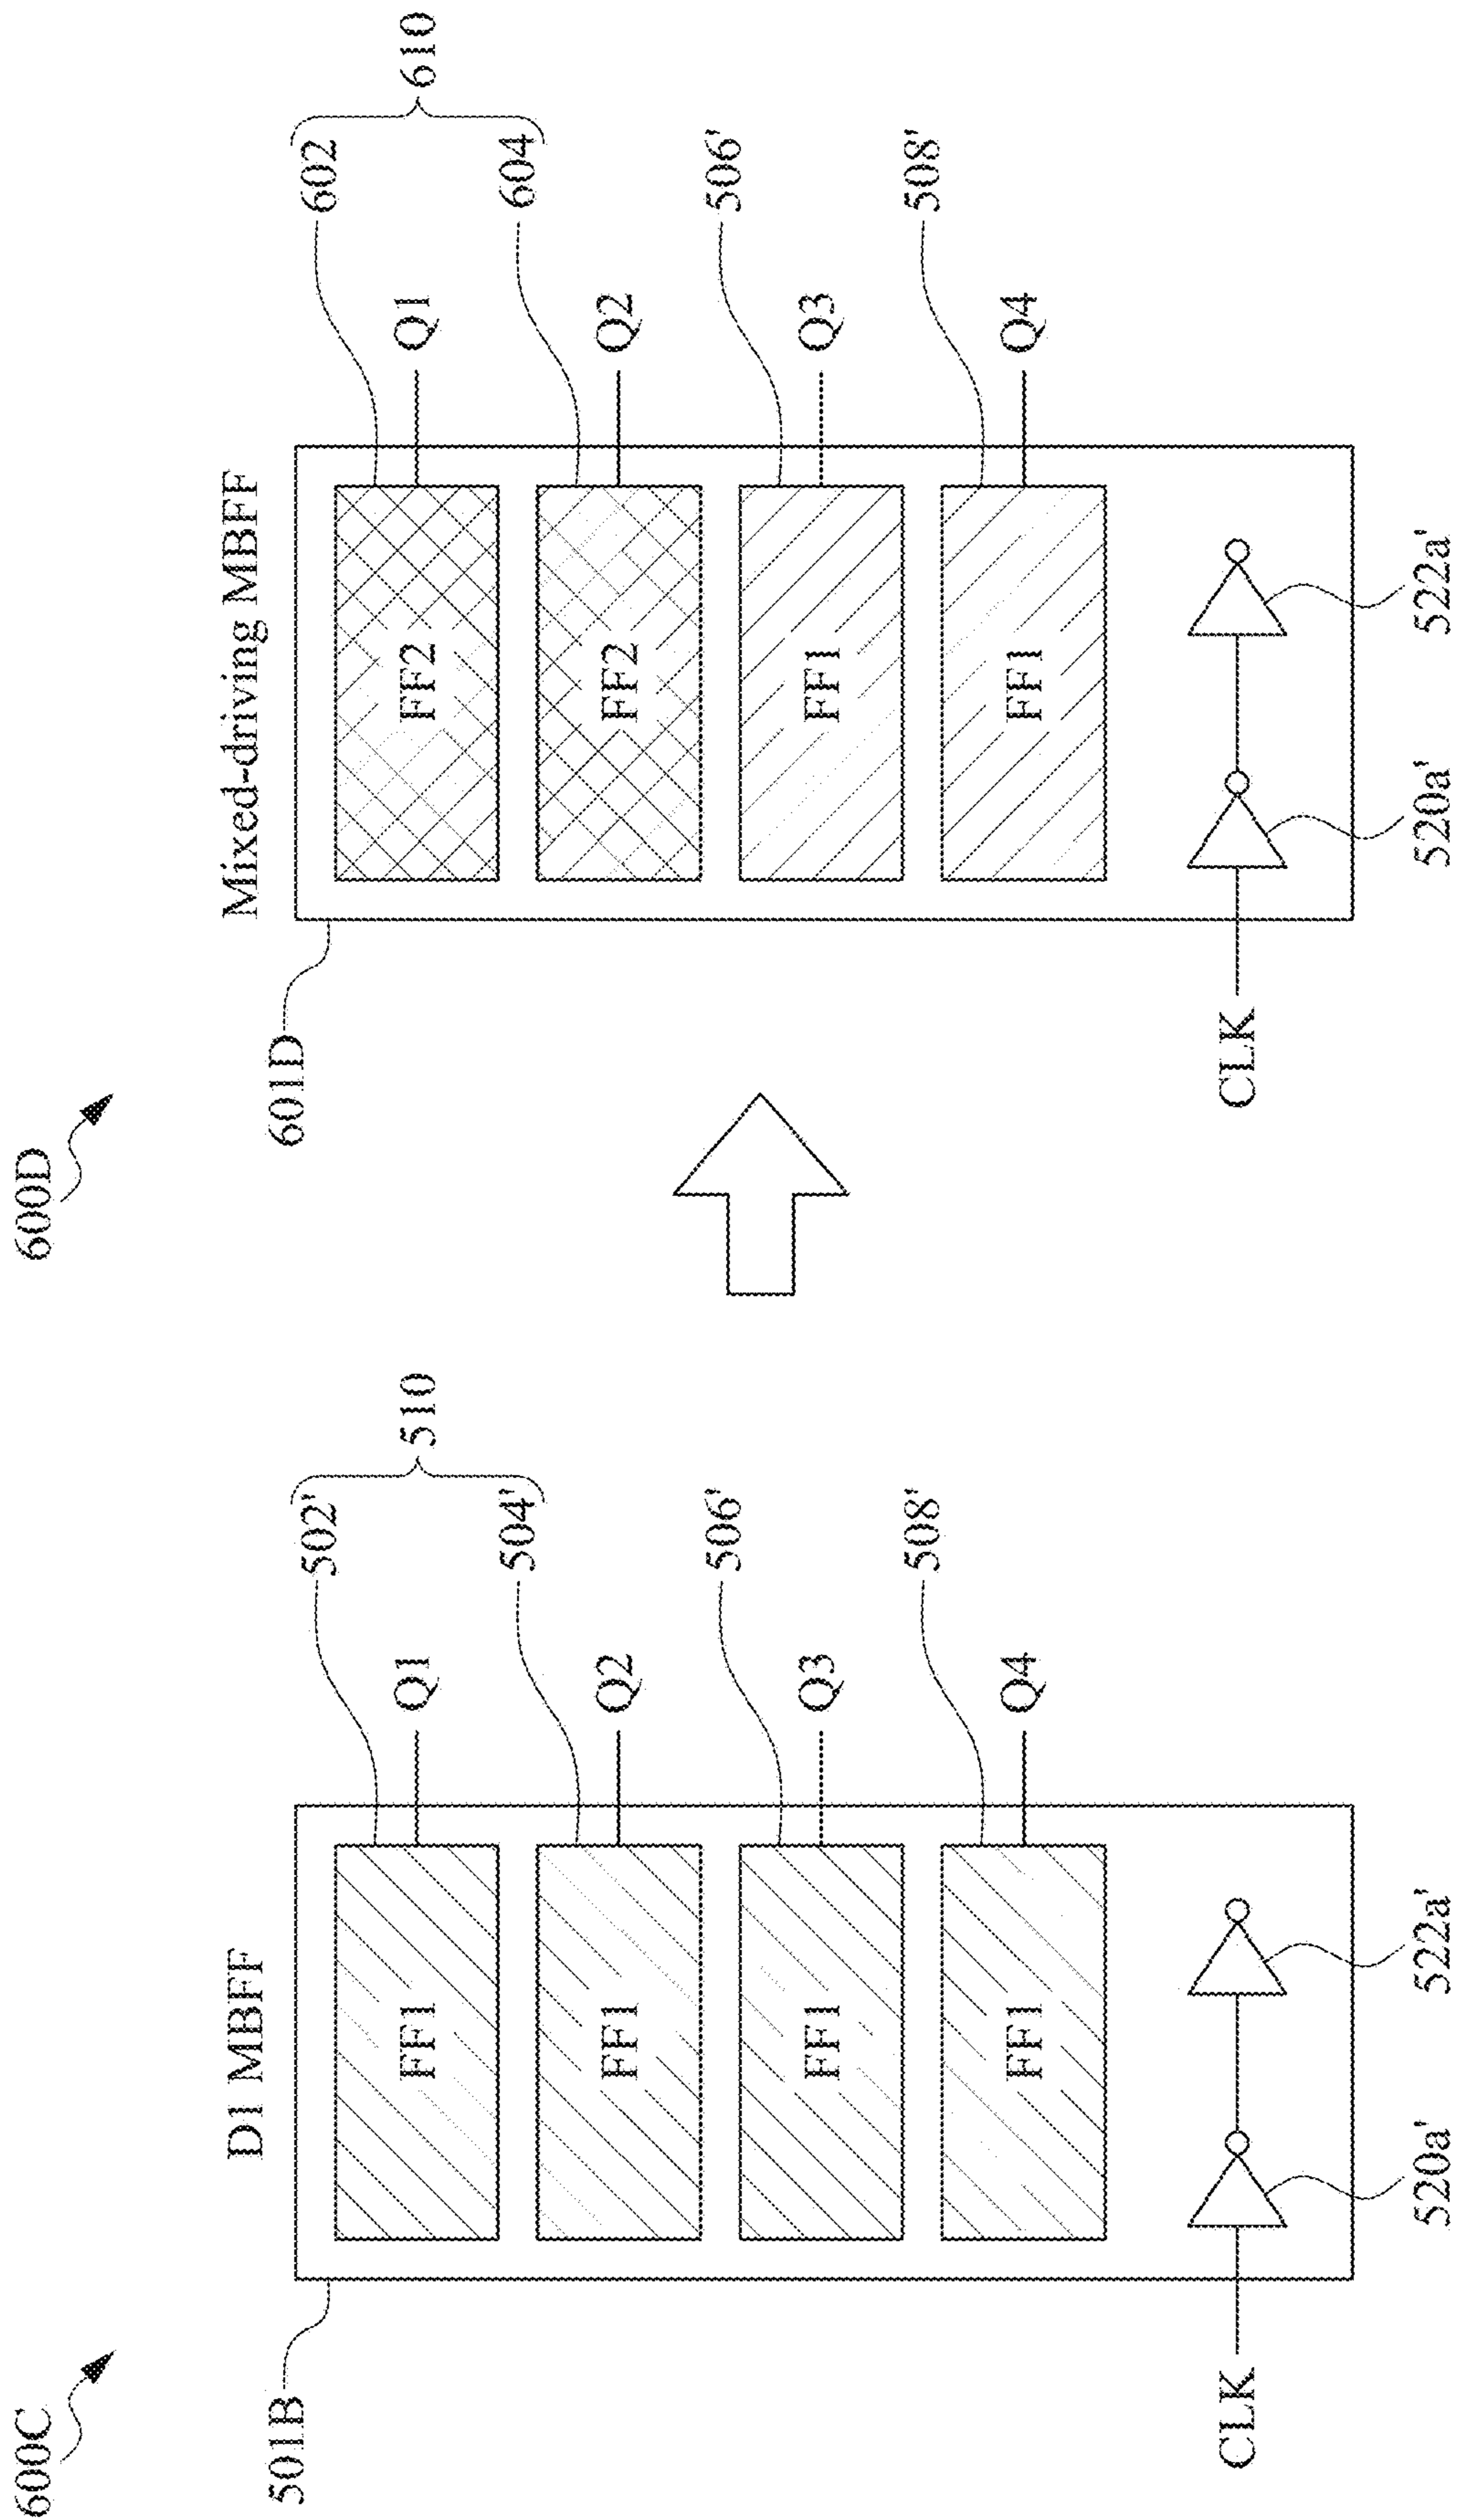 600C
D1 MBFF
501B
FF1
Q1
502'
FF1
Q2
504'
510
FF1
Q3
506'
FF1
Q4
508'
CLK
520a'
522a'
600D
Mixed-driving MBFF
601D
FF2
Q1
602
FF2
Q2
604
610
FF1
Q3
506'
FF1
Q4
508'
CLK
520a'
522a'